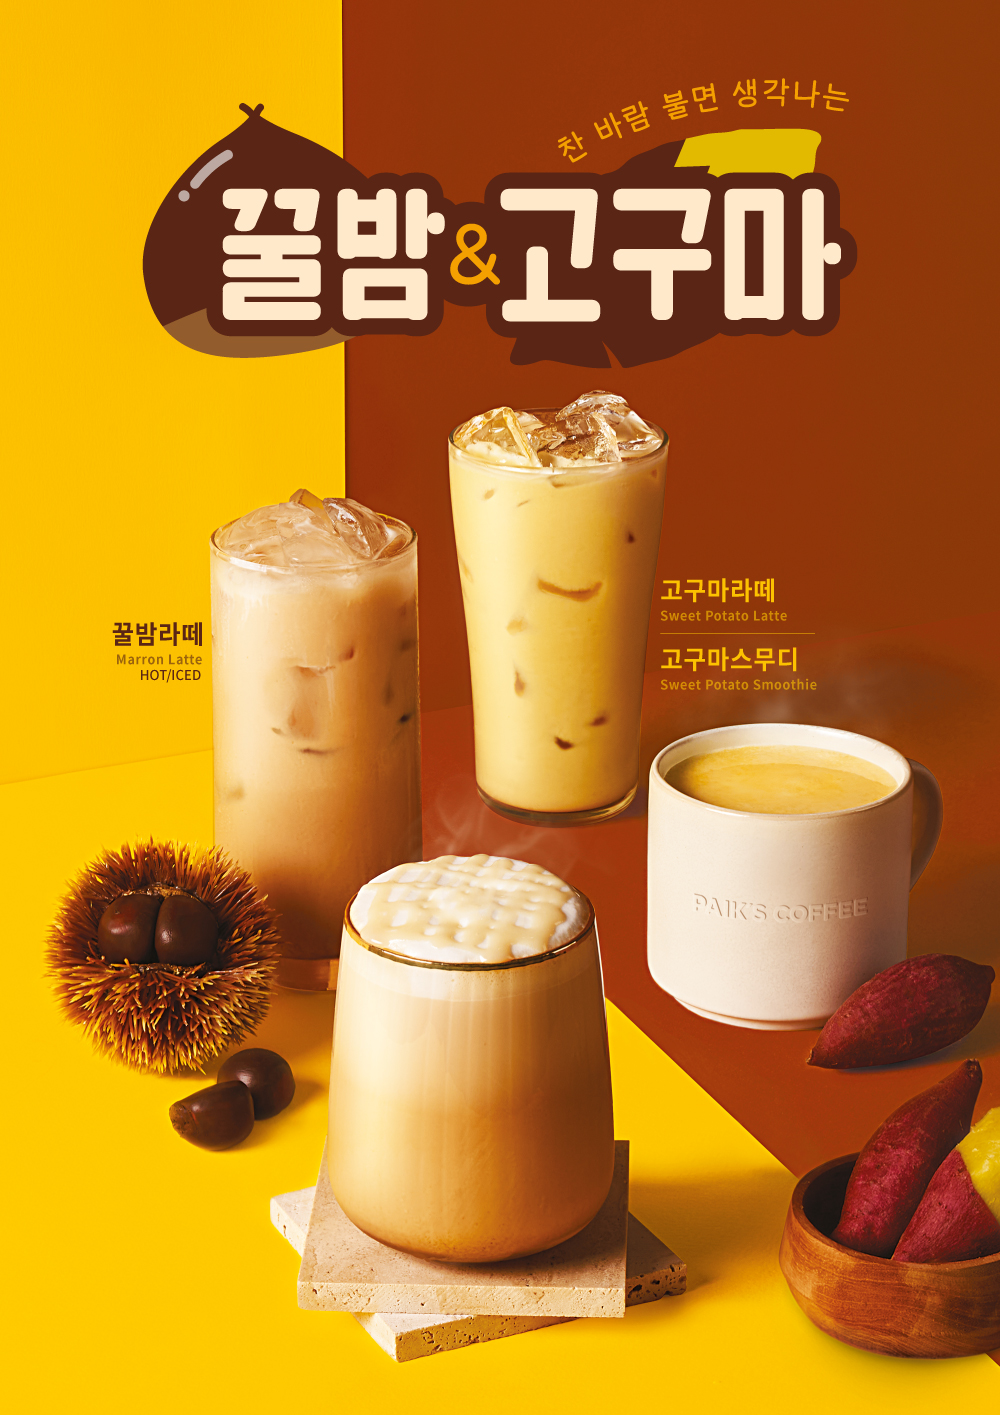 찬 바람 불면 생각나는
꿀밤&고구마
고구마라떼
Sweet Potato Latte
고구마스무디
Sweet Potato Smoothie
꿀밤라떼
Marron Latte
HOT/ICED
PAIK'S COFFEE